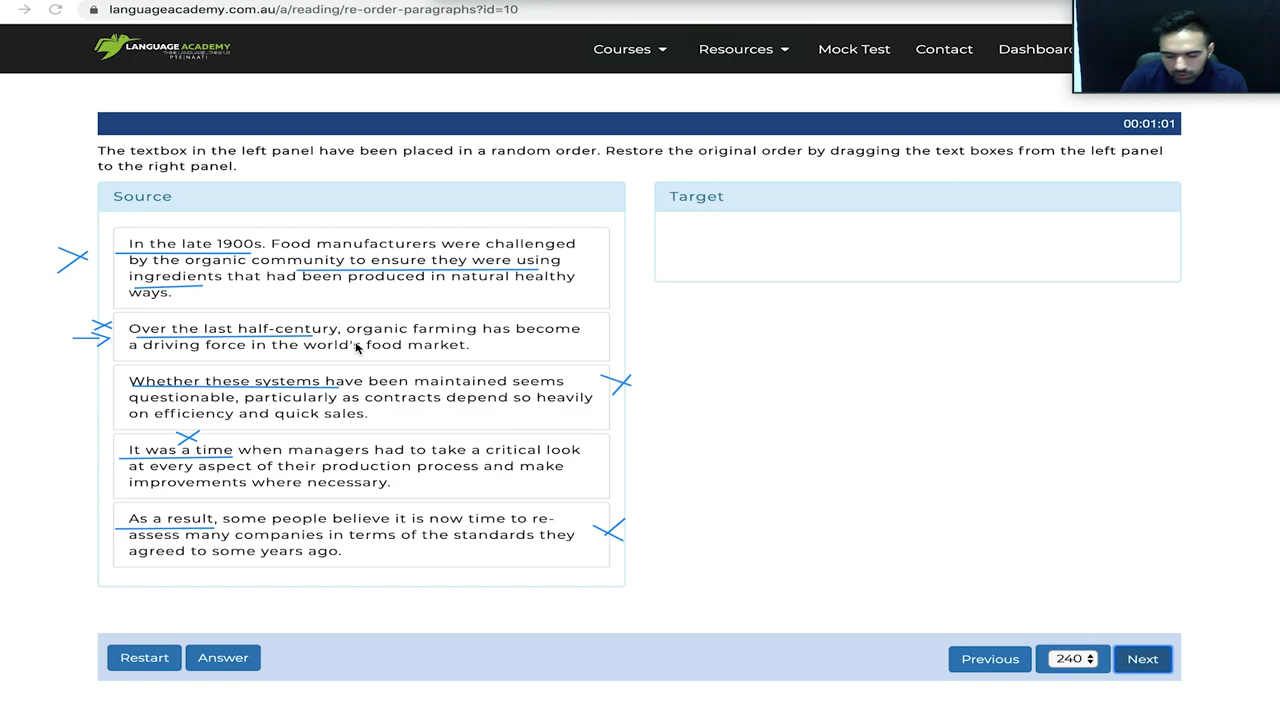 languageacademy.com.au/a/reading/re-order-paragraphs?id=10
LANGUAGE ACADEMY
THINK LANGUAGE - THINK US
PTE|NAATI
Courses
Resources
Mock Test
Contact
Dashboard
00:01:01
The textbox in the left panel have been placed in a random order. Restore the original order by dragging the text boxes from the left panel
to the right panel.
Source
Target
In the late 1900s. Food manufacturers were challenged
by the organic community to ensure they were using
ingredients that had been produced in natural healthy
ways.
Over the last half-century, organic farming has become
a driving force in the world's food market.
Whether these systems have been maintained seems
questionable, particularly as contracts depend so heavily
on efficiency and quick sales.
It was a time when managers had to take a critical look
at every aspect of their production process and make
improvements where necessary.
As a result, some people believe it is now time to re-
assess many companies in terms of the standards they
agreed to some years ago.
Restart
Answer
Previous
240
Next